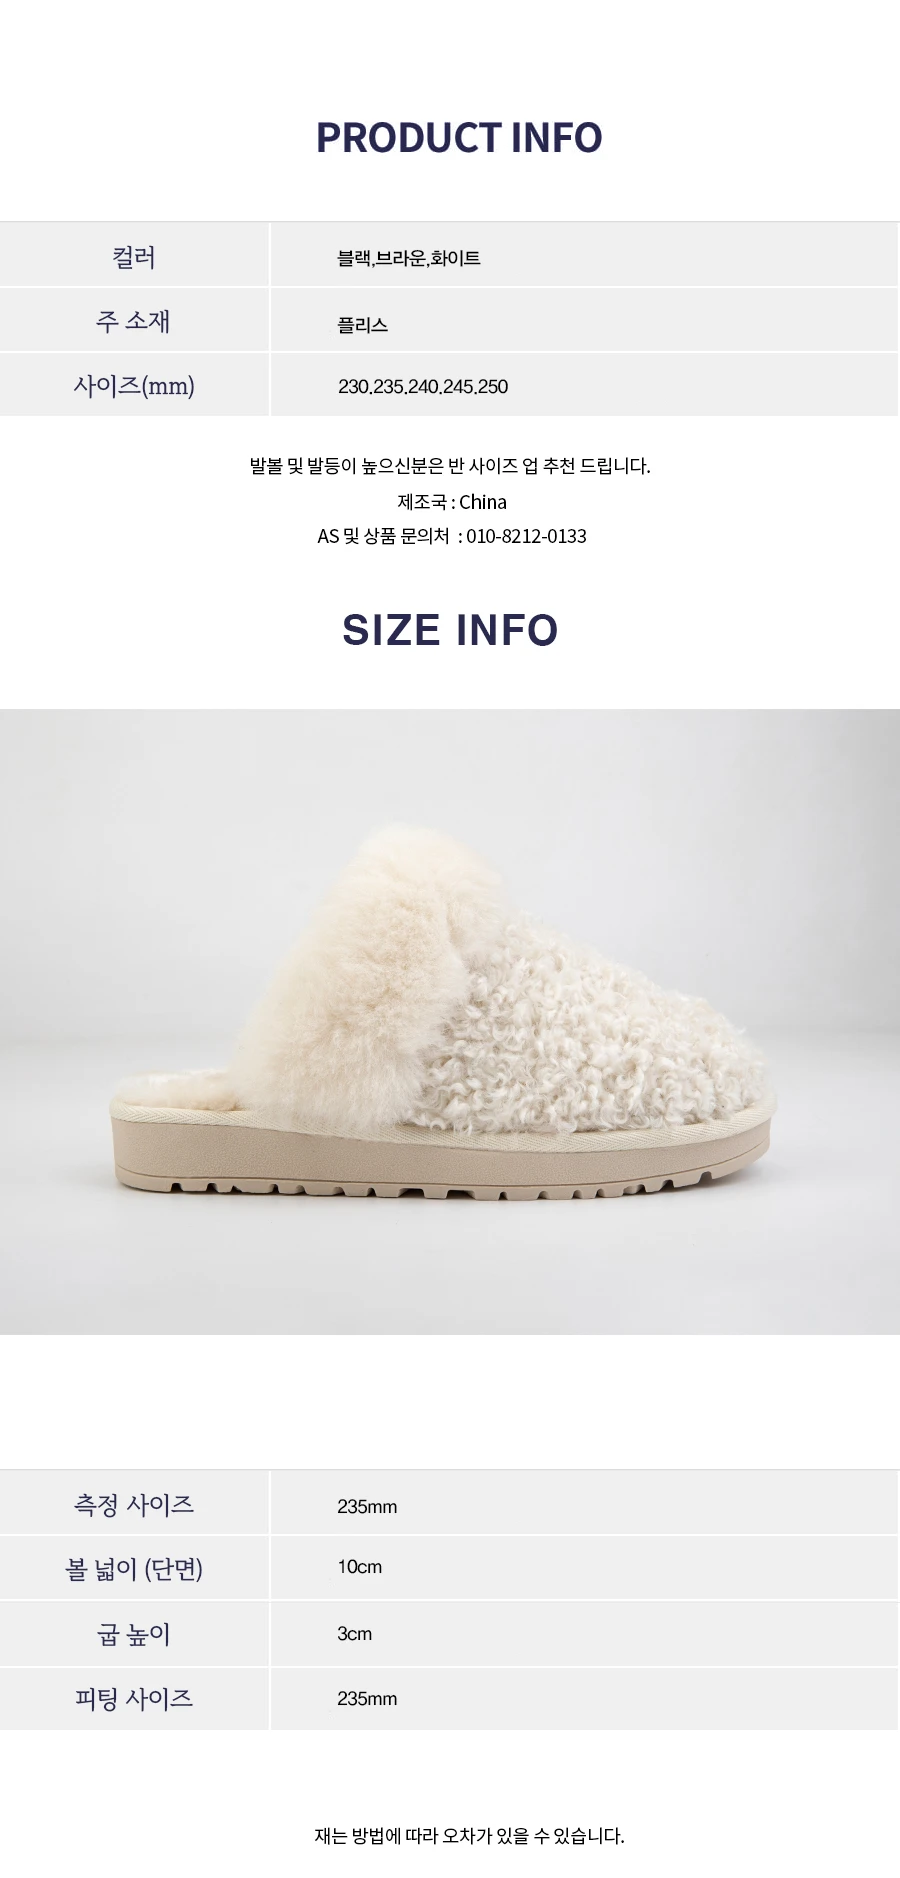 PRODUCT INFO
컬러 블랙,브라운,화이트
주 소재 플리스
사이즈(mm) 230.235.240.245.250
발볼 및 발등이 높으신분은 반 사이즈 업 추천 드립니다.
제조국 : China
AS 및 상품 문의처 : 010-8212-0133
SIZE INFO
측정 사이즈 235mm
볼 넓이 (단면) 10cm
굽 높이 3cm
피팅 사이즈 235mm
재는 방법에 따라 오차가 있을 수 있습니다.